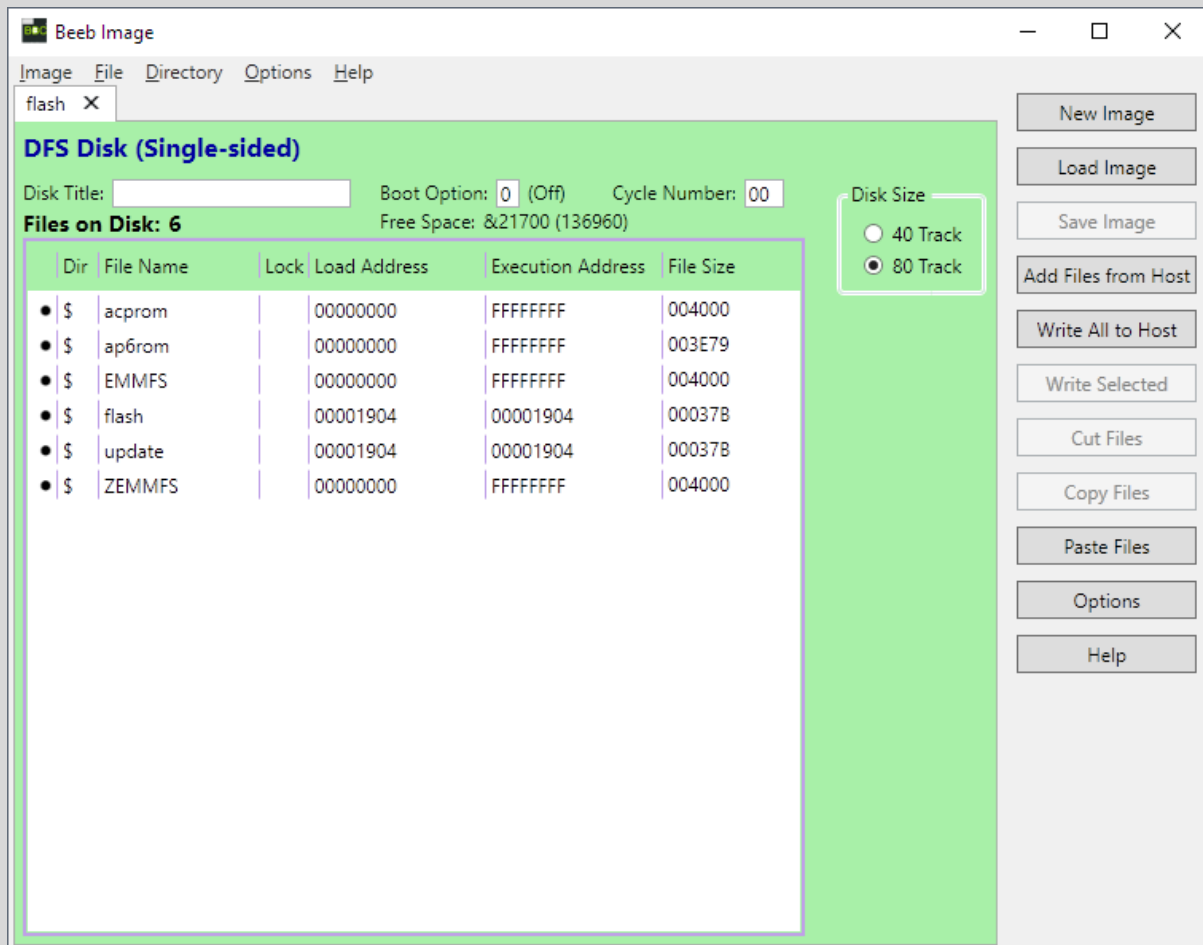 Beeb Image
Image File Directory Options Help
flash
DFS Disk (Single-sided)
Disk Title:
Boot Option: 0 (Off) Cycle Number: 00
Files on Disk: 6
Free Space: &21700 (136960)
Disk Size
40 Track
80 Track
Dir File Name Lock Load Address Execution Address File Size
$ acprom 00000000 FFFFFFFF 004000
$ ap6rom 00000000 FFFFFFFF 003E79
$ EMMFS 00000000 FFFFFFFF 004000
$ flash 00001904 00001904 00037B
$ update 00001904 00001904 00037B
$ ZEMMFS 00000000 FFFFFFFF 004000
New Image
Load Image
Save Image
Add Files from Host
Write All to Host
Write Selected
Cut Files
Copy Files
Paste Files
Options
Help